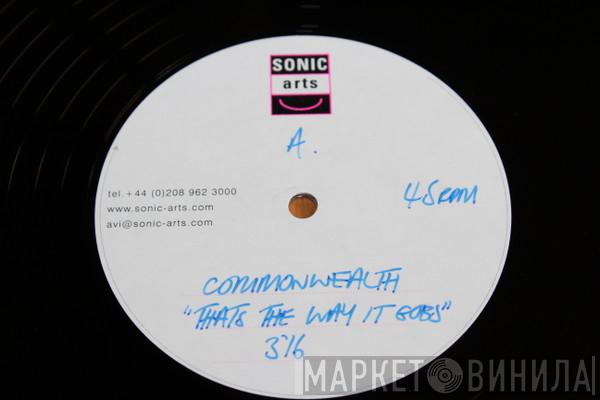 SONIC
arts
A.
tel. +44 (0)208 962 3000
www.sonic-arts.com
avi@sonic-arts.com
45RPM
COMMONWEALTH
"THATS THE WAY IT GOES"
3'16
МАРКЕТ ВИНИЛА